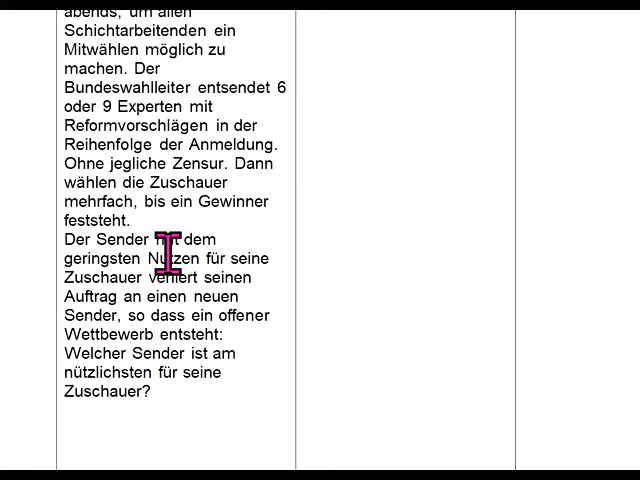 abends, um allen
Schichtarbeitenden ein
Mitwählen möglich zu
machen. Der
Bundeswahlleiter entsendet 6
oder 9 Experten mit
Reformvorschlägen in der
Reihenfolge der Anmeldung.
Ohne jegliche Zensur. Dann
wählen die Zuschauer
mehrfach, bis ein Gewinner
feststeht.
Der Sender mit dem
geringsten Nutzen für seine
Zuschauer verliert seinen
Auftrag an einen neuen
Sender, so dass ein offener
Wettbewerb entsteht:
Welcher Sender ist am
nützlichsten für seine
Zuschauer?